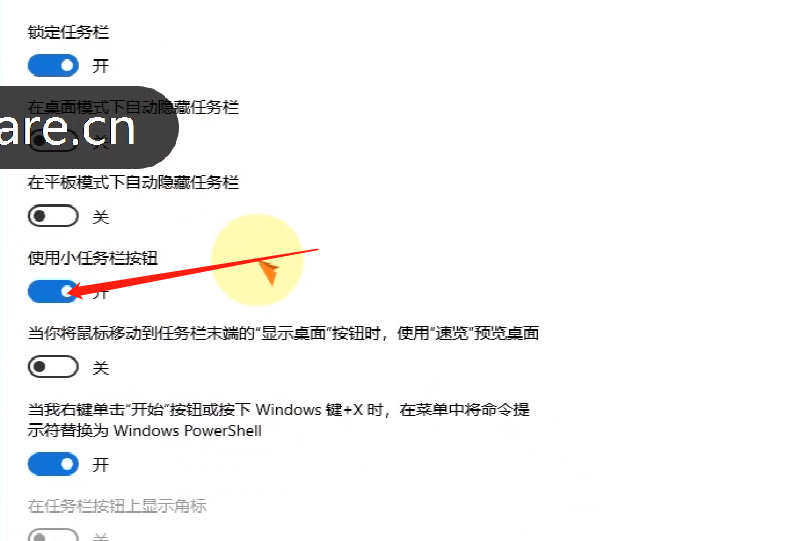 锁定任务栏
开
在桌面模式下自动隐藏任务栏
are.cn
关
在平板模式下自动隐藏任务栏
关
使用小任务栏按钮
开
当你将鼠标移动到任务栏末端的“显示桌面”按钮时，使用“速览”预览桌面
关
当我右键单击“开始”按钮或按下 Windows 键+X 时，在菜单中将命令提
示符替换为 Windows PowerShell
开
在任务栏按钮上显示角标
关